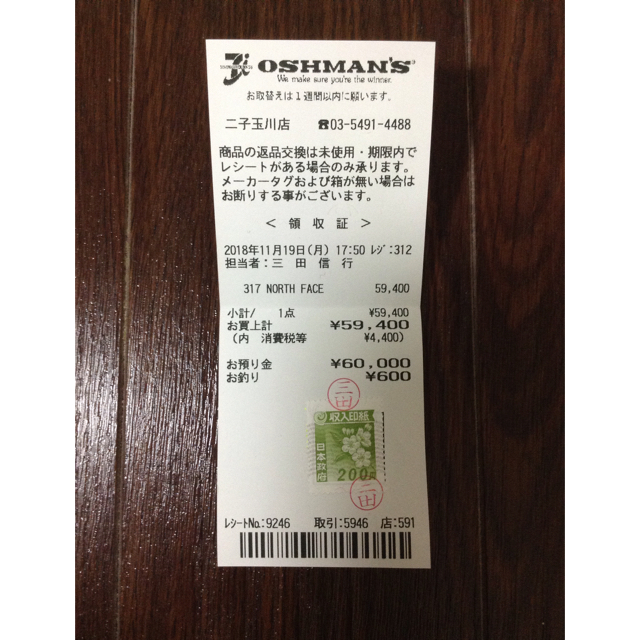 OSHMAN'S
We make sure you're the winner.
お取替えは1週間以内に願います。
二子玉川店 ☎03-5491-4488
商品の返品交換は未使用・期限内で
レシートがある場合のみ承ります。
メーカータグおよび箱が無い場合は
お断りする事がございます。
＜ 領 収 証 ＞
2018年11月19日(月) 17:50 レジ:312
担当者:三 田 信 行
317 NORTH FACE 59,400
小計/ 1点 ¥59,400
お買上計 ¥59,400
(内 消費税等 ¥4,400)
お預り金 ¥60,000
お釣り ¥600
三田
収入印紙
日本政府
200円
三田
レシートNo.:9246 取引:5946 店:591